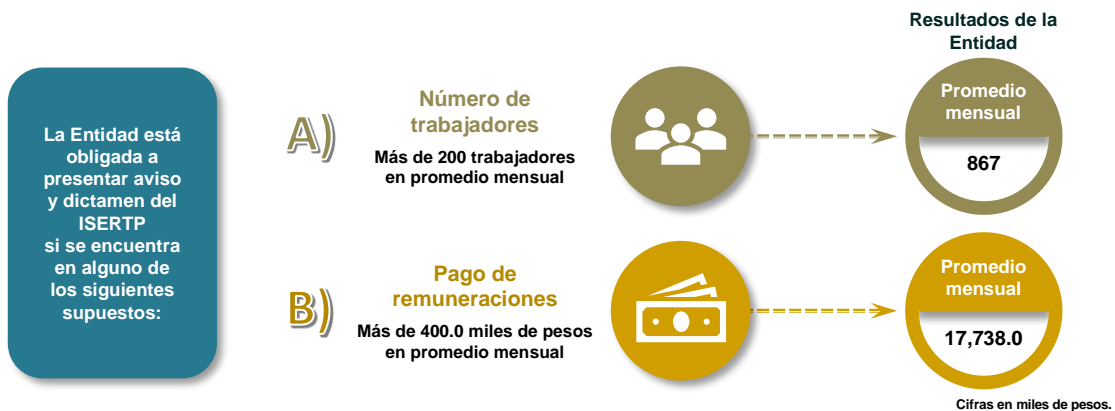 La Entidad está
obligada a
presentar aviso
y dictamen del
ISERTP
si se encuentra
en alguno de
los siguientes
supuestos:
A)
Número de
trabajadores
Más de 200 trabajadores
en promedio mensual
Resultados de la
Entidad
Promedio
mensual
867
B)
Pago de
remuneraciones
Más de 400.0 miles de pesos
en promedio mensual
Promedio
mensual
17,738.0
Cifras en miles de pesos.